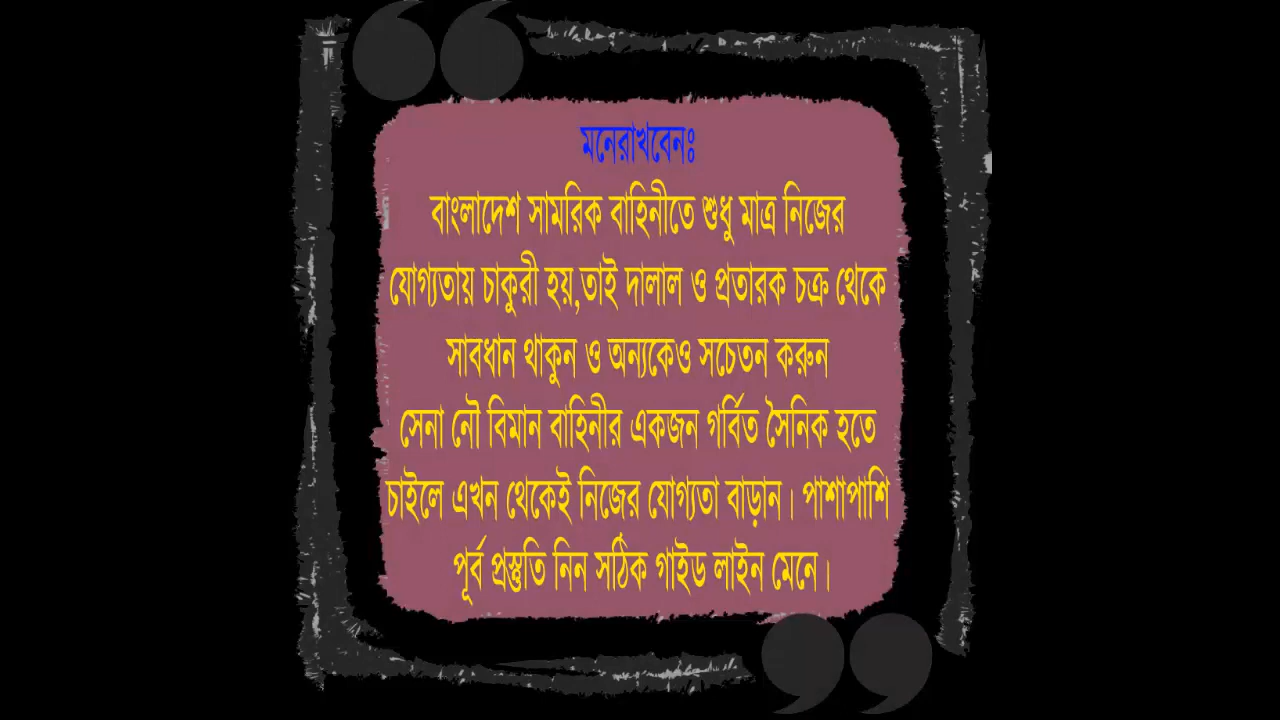 মনেরাখবেনঃ
বাংলাদেশ সামরিক বাহিনীতে শুধু মাত্র নিজের
যোগ্যতায় চাকুরী হয়,তাই দালাল ও প্রতারক চক্র থেকে
সাবধান থাকুন ও অন্যকেও সচেতন করুন
সেনা নৌ বিমান বাহিনীর একজন গর্বিত সৈনিক হতে
চাইলে এখন থেকেই নিজের যোগ্যতা বাড়ান। পাশাপাশি
পূর্ব প্রস্তুতি নিন সঠিক গাইড লাইন মেনে।